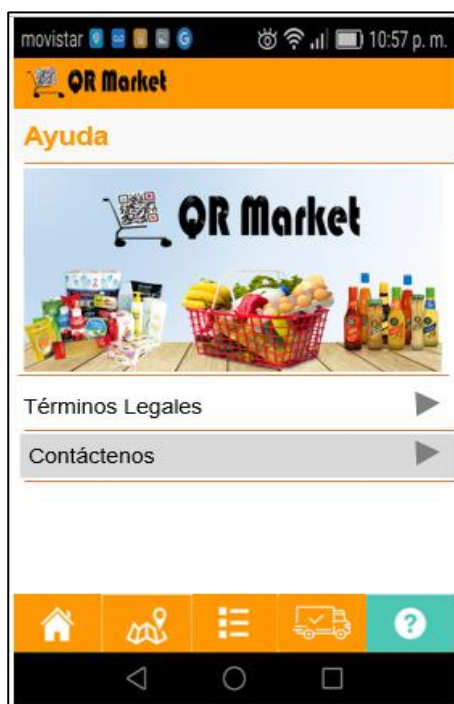 movistar 10:57 p. m.
QR Market
Ayuda
QR Market
Términos Legales
Contáctenos
?